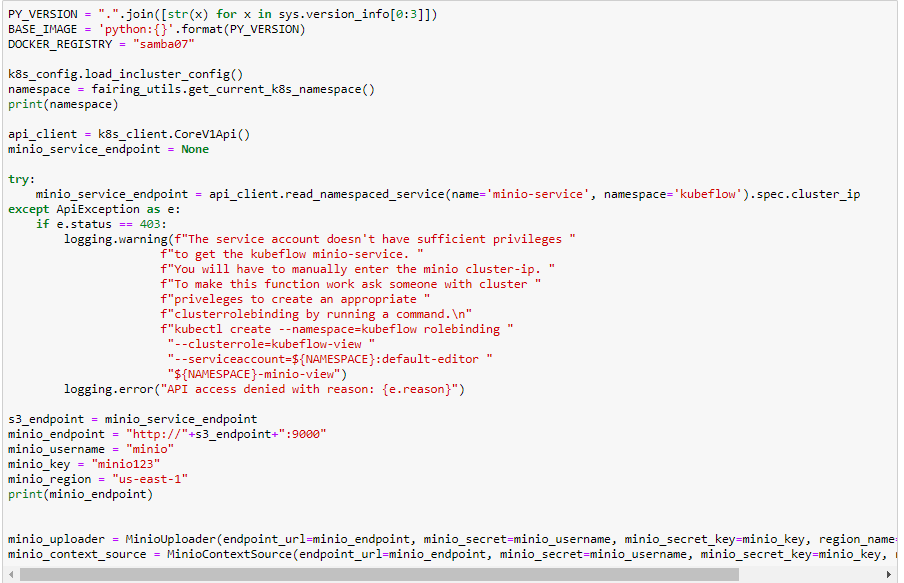 PY_VERSION = ".".join([str(x) for x in sys.version_info[0:3]])
BASE_IMAGE = 'python:{}'.format(PY_VERSION)
DOCKER_REGISTRY = "samba07"

k8s_config.load_incluster_config()
namespace = fairing_utils.get_current_k8s_namespace()
print(namespace)

api_client = k8s_client.CoreV1Api()
minio_service_endpoint = None

try:
    minio_service_endpoint = api_client.read_namespaced_service(name='minio-service', namespace='kubeflow').spec.cluster_ip
except ApiException as e:
    if e.status == 403:
        logging.warning(f"The service account doesn't have sufficient privileges "
                      f"to get the kubeflow minio-service. "
                      f"You will have to manually enter the minio cluster-ip. "
                      f"To make this function work ask someone with cluster "
                      f"priveleges to create an appropriate "
                      f"clusterrolebinding by running a command.\n"
                      f"kubectl create --namespace=kubeflow rolebinding "
                       "--clusterrole=kubeflow-view "
                       "--serviceaccount=${NAMESPACE}:default-editor "
                       "${NAMESPACE}-minio-view")
        logging.error("API access denied with reason: {e.reason}")

s3_endpoint = minio_service_endpoint
minio_endpoint = "http://"+s3_endpoint+":9000"
minio_username = "minio"
minio_key = "minio123"
minio_region = "us-east-1"
print(minio_endpoint)

minio_uploader = MinioUploader(endpoint_url=minio_endpoint, minio_secret=minio_username, minio_secret_key=minio_key, region_name=
minio_context_source = MinioContextSource(endpoint_url=minio_endpoint, minio_secret=minio_username, minio_secret_key=minio_key,